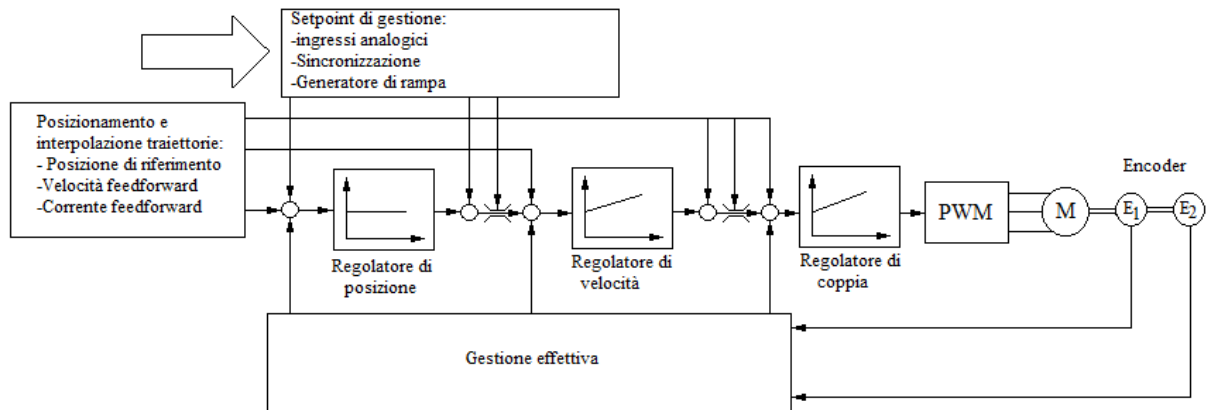 Setpoint di gestione:
-ingressi analogici
-Sincronizzazione
-Generatore di rampa
Posizionamento e
interpolazione traiettorie:
- Posizione di riferimento
-Velocità feedforward
-Corrente feedforward
Regolatore di
posizione
Regolatore di
velocità
Regolatore di
coppia
PWM
M
Encoder
E1
E2
Gestione effettiva